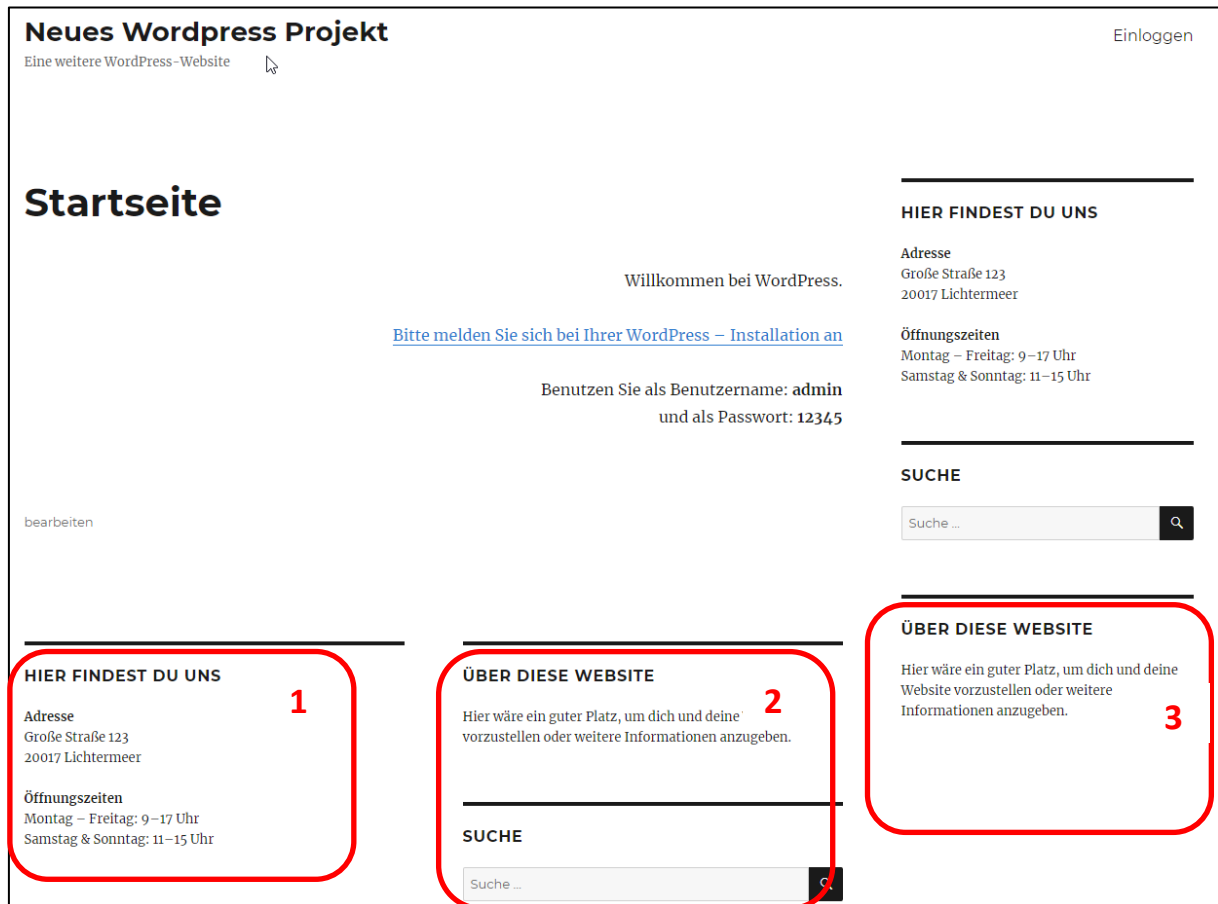 Neues Wordpress Projekt
Eine weitere WordPress-Website
Einloggen
Startseite
Willkommen bei WordPress.
Bitte melden Sie sich bei Ihrer WordPress – Installation an
Benutzen Sie als Benutzername: admin
und als Passwort: 12345
bearbeiten
HIER FINDEST DU UNS
Adresse
Große Straße 123
20017 Lichtermeer
Öffnungszeiten
Montag – Freitag: 9–17 Uhr
Samstag & Sonntag: 11–15 Uhr
SUCHE
Suche …
ÜBER DIESE WEBSITE
Hier wäre ein guter Platz, um dich und deine
Website vorzustellen oder weitere
Informationen anzugeben.
3
HIER FINDEST DU UNS
1
Adresse
Große Straße 123
20017 Lichtermeer
Öffnungszeiten
Montag – Freitag: 9–17 Uhr
Samstag & Sonntag: 11–15 Uhr
ÜBER DIESE WEBSITE
2
Hier wäre ein guter Platz, um dich und deine
vorzustellen oder weitere Informationen anzugeben.
SUCHE
Suche …